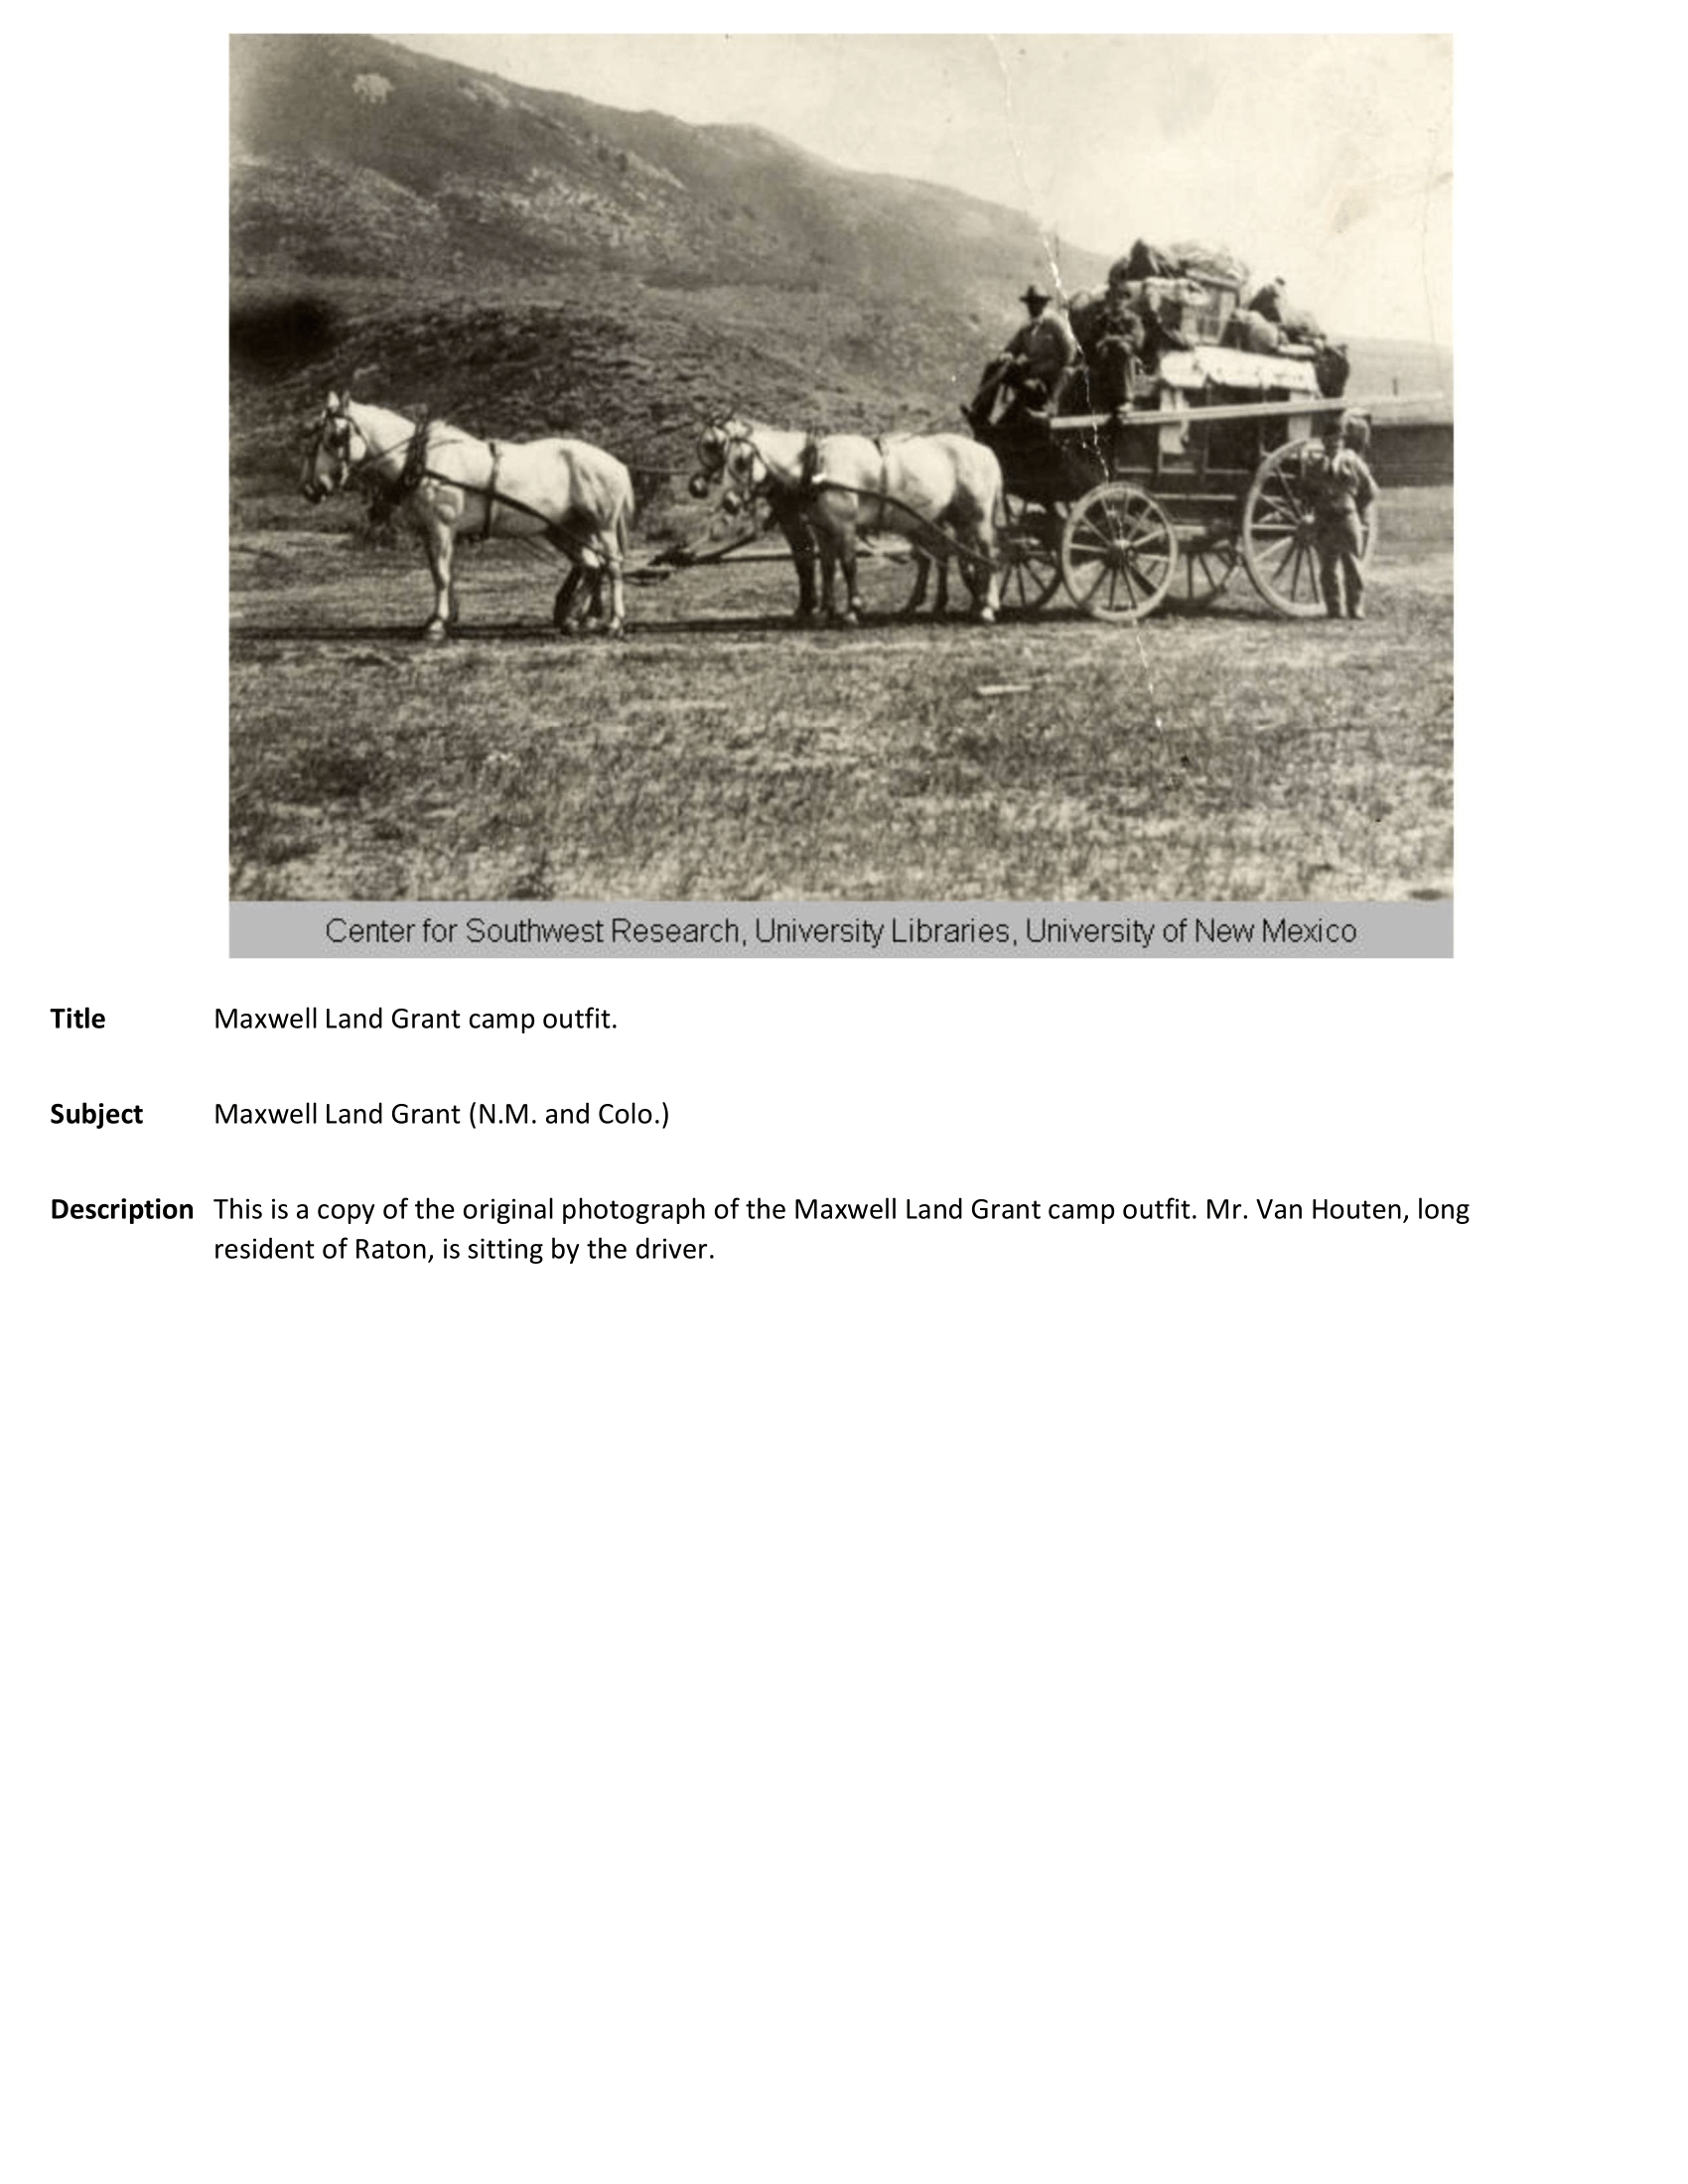 Center for Southwest Research, University Libraries, University of New Mexico
Title Maxwell Land Grant camp outfit.
Subject Maxwell Land Grant (N.M. and Colo.)
Description This is a copy of the original photograph of the Maxwell Land Grant camp outfit. Mr. Van Houten, long
resident of Raton, is sitting by the driver.